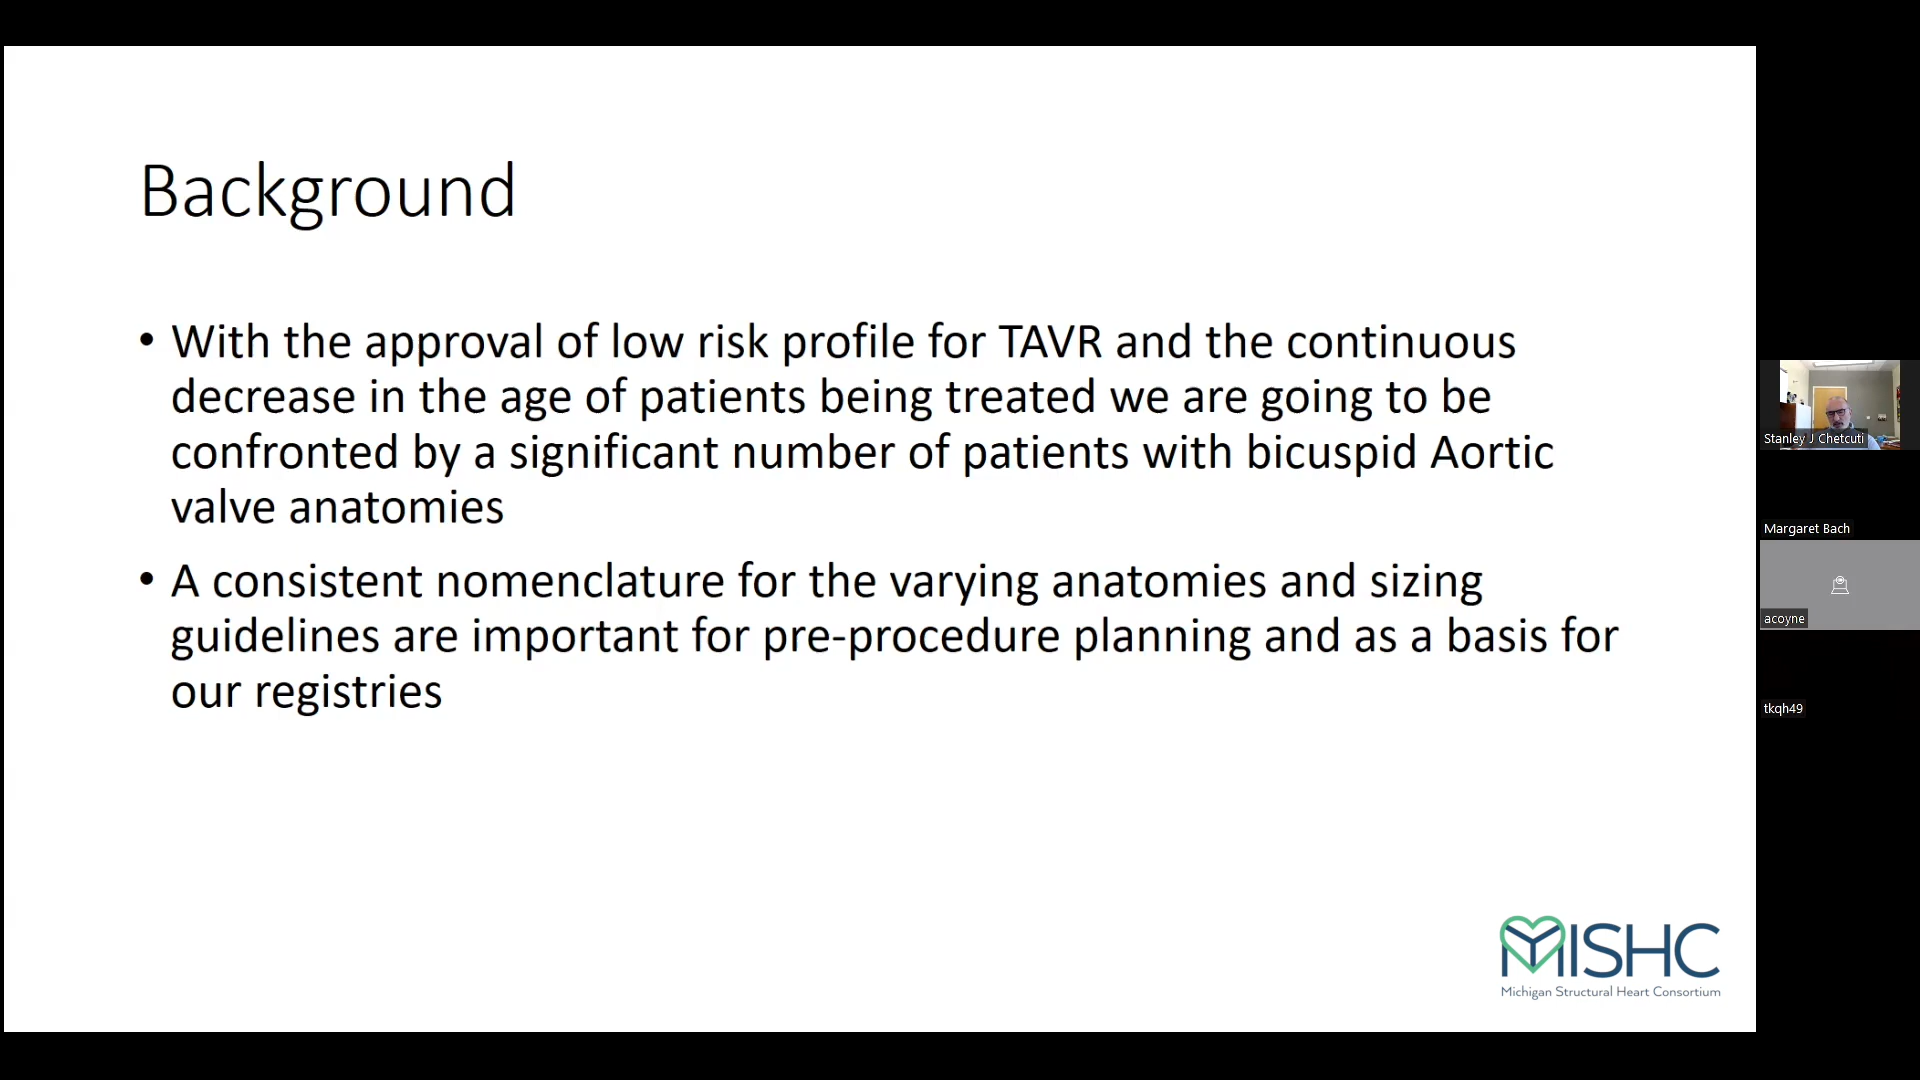 Background
• With the approval of low risk profile for TAVR and the continuous
decrease in the age of patients being treated we are going to be
confronted by a significant number of patients with bicuspid Aortic
valve anatomies
• A consistent nomenclature for the varying anatomies and sizing
guidelines are important for pre-procedure planning and as a basis for
our registries
MISHC
Michigan Structural Heart Consortium
Stanley J Chetcuti
Margaret Bach
acoyne
tkqh49